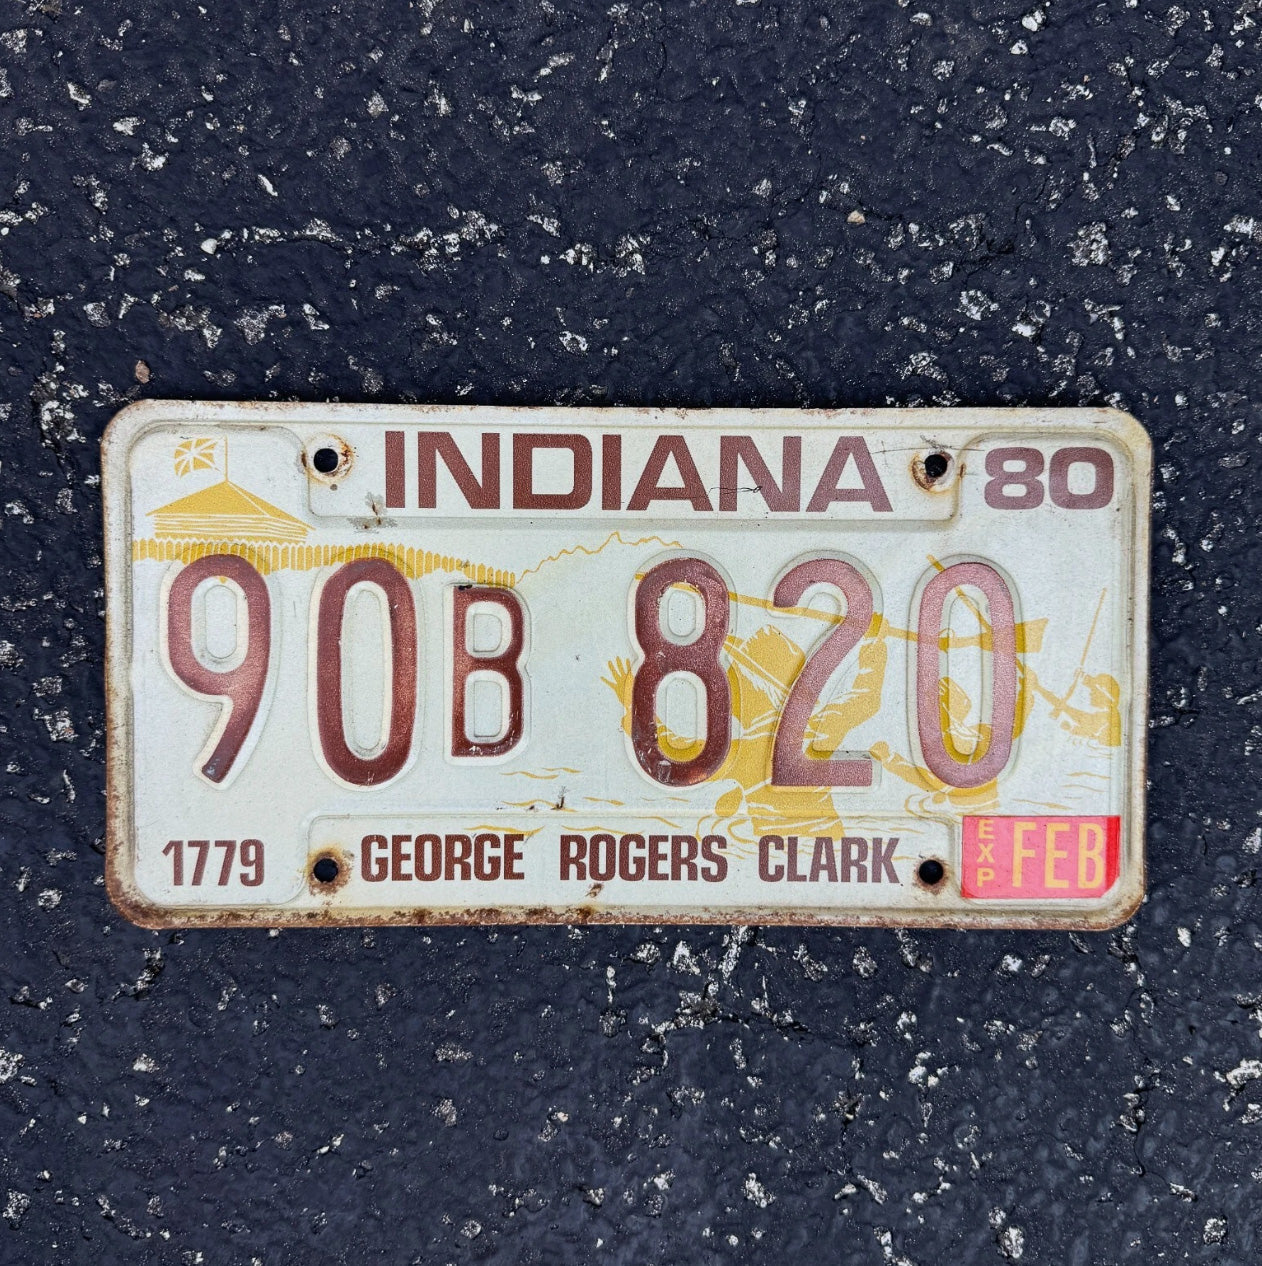 INDIANA 80
90B 820
1779 GEORGE ROGERS CLARK EXP FEB